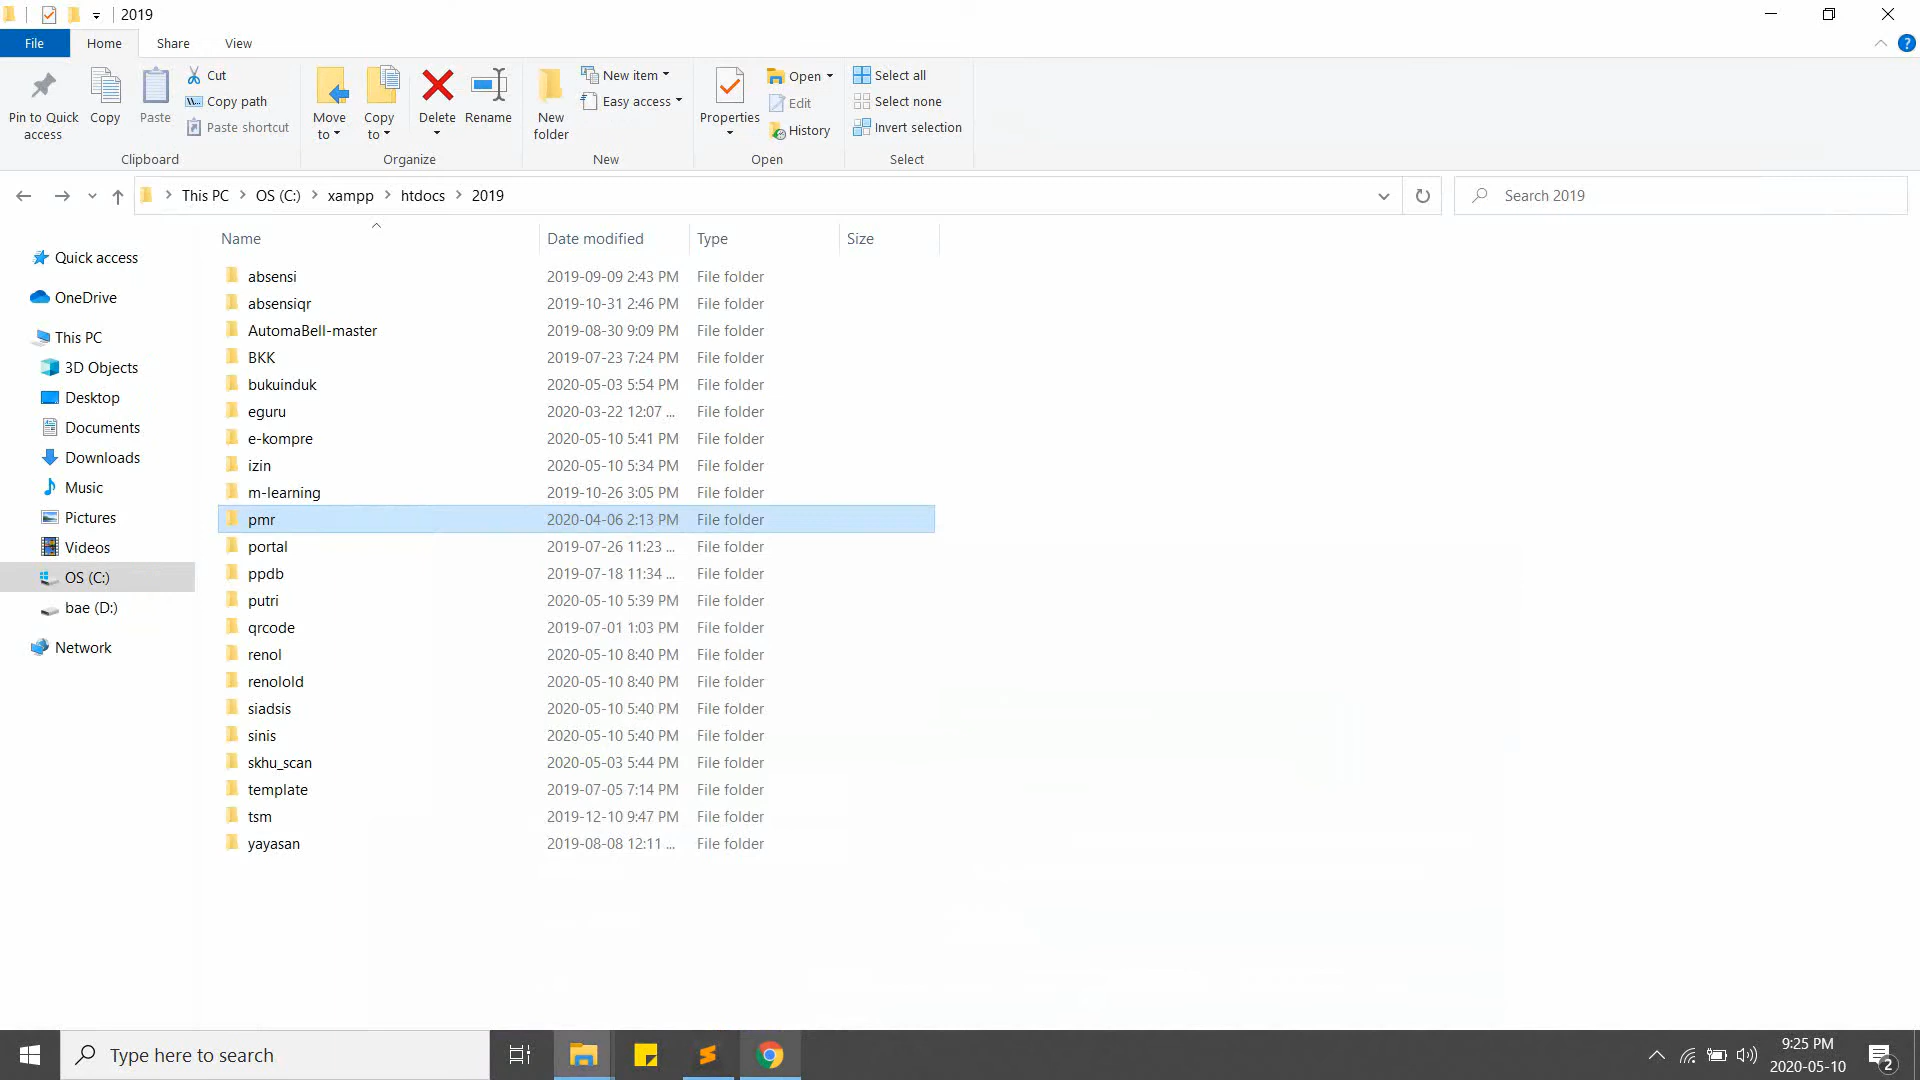 2019
File Home Share View
Pin to Quick access Copy Paste Cut Copy path Paste shortcut Clipboard
Move to Copy to Delete Rename Organize
New folder New item Easy access New
Properties Open Edit History Open
Select all Select none Invert selection Select
This PC OS (C:) xampp htdocs 2019 Search 2019
Quick access
OneDrive
This PC
3D Objects
Desktop
Documents
Downloads
Music
Pictures
Videos
OS (C:)
bae (D:)
Network
Name Date modified Type Size
absensi 2019-09-09 2:43 PM File folder
absensiqr 2019-10-31 2:46 PM File folder
AutomaBell-master 2019-08-30 9:09 PM File folder
BKK 2019-07-23 7:24 PM File folder
bukuinduk 2020-05-03 5:54 PM File folder
eguru 2020-03-22 12:07 ... File folder
e-kompre 2020-05-10 5:41 PM File folder
izin 2020-05-10 5:34 PM File folder
m-learning 2019-10-26 3:05 PM File folder
pmr 2020-04-06 2:13 PM File folder
portal 2019-07-26 11:23 ... File folder
ppdb 2019-07-18 11:34 ... File folder
putri 2020-05-10 5:39 PM File folder
qrcode 2019-07-01 1:03 PM File folder
renol 2020-05-10 8:40 PM File folder
renolold 2020-05-10 8:40 PM File folder
siadsis 2020-05-10 5:40 PM File folder
sinis 2020-05-10 5:40 PM File folder
skhu_scan 2020-05-03 5:44 PM File folder
template 2019-07-05 7:14 PM File folder
tsm 2019-12-10 9:47 PM File folder
yayasan 2019-08-08 12:11 ... File folder
Type here to search
9:25 PM
2020-05-10
2